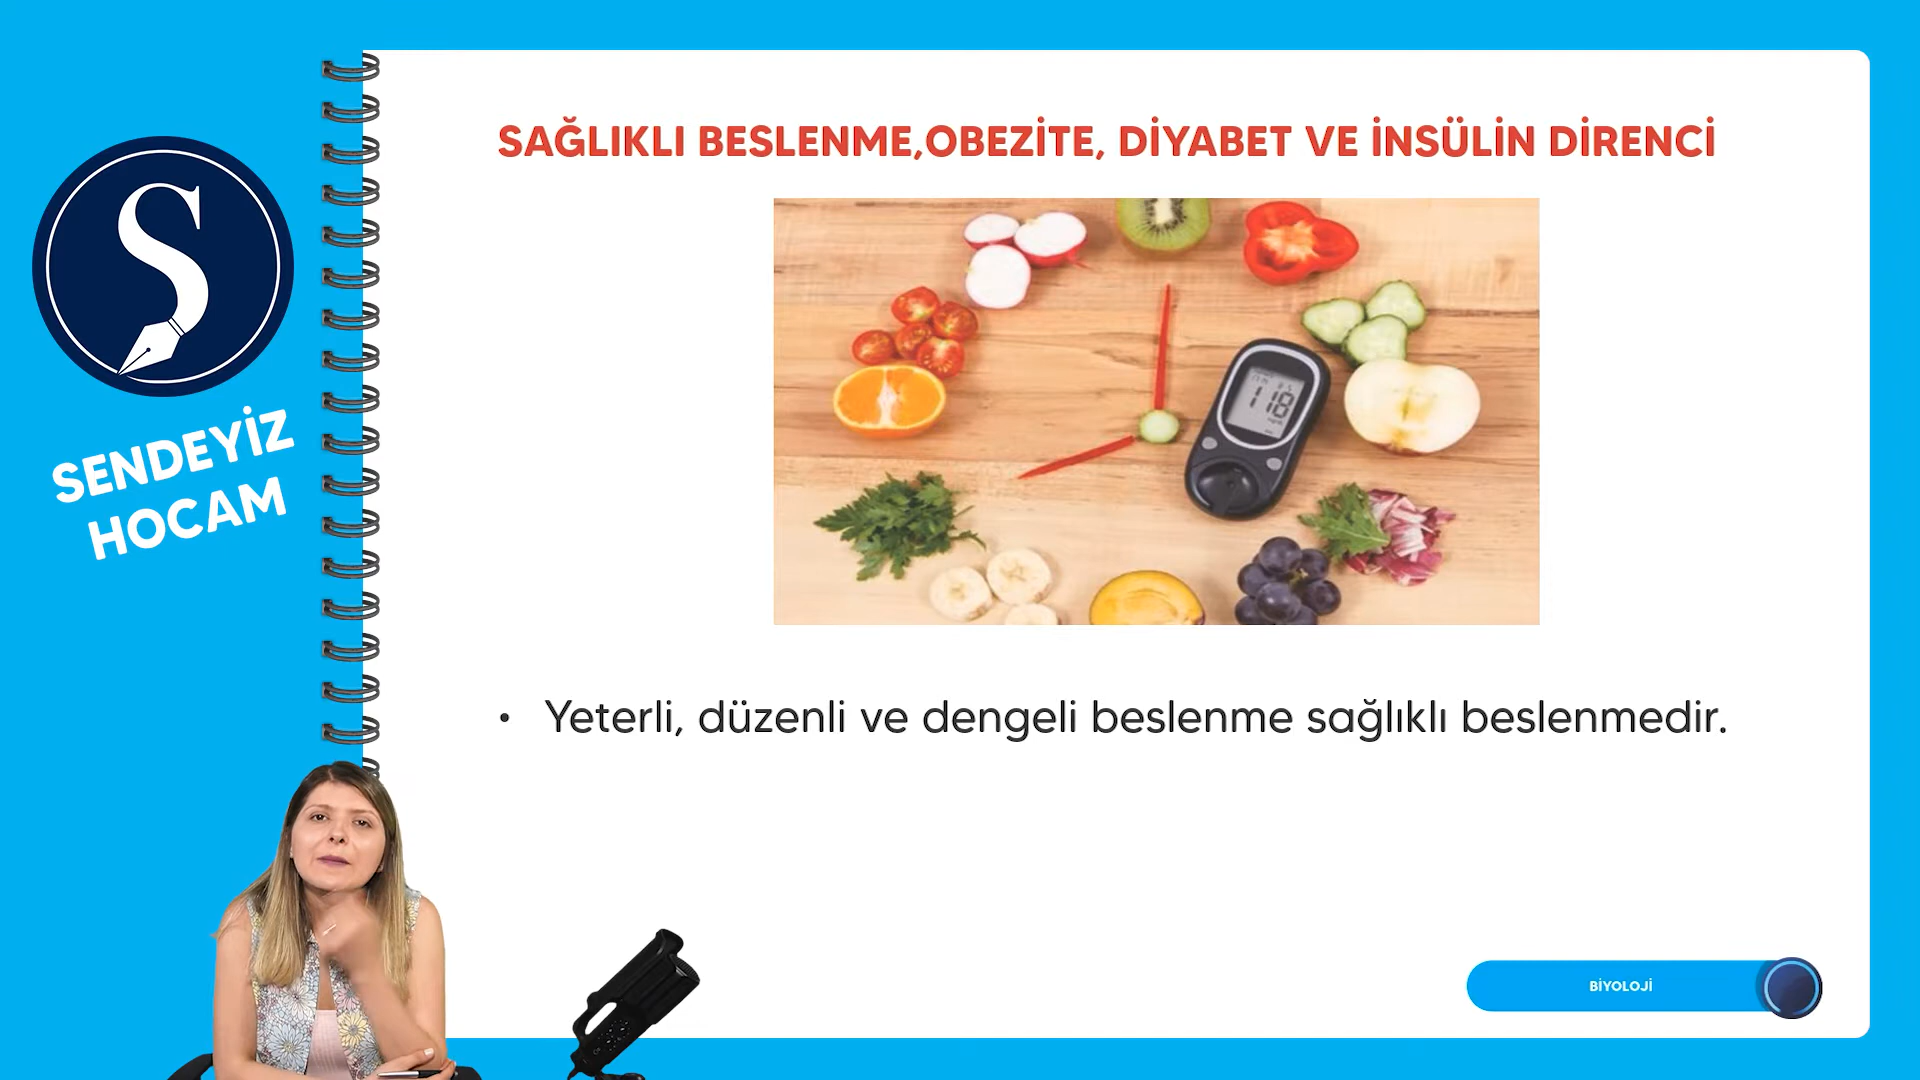 SAĞLIKLI BESLENME,OBEZİTE, DİYABET VE İNSÜLİN DİRENCİ
S
SENDEYİZ
HOCAM
118
• Yeterli, düzenli ve dengeli beslenme sağlıklı beslenmedir.
BİYOLOJİ